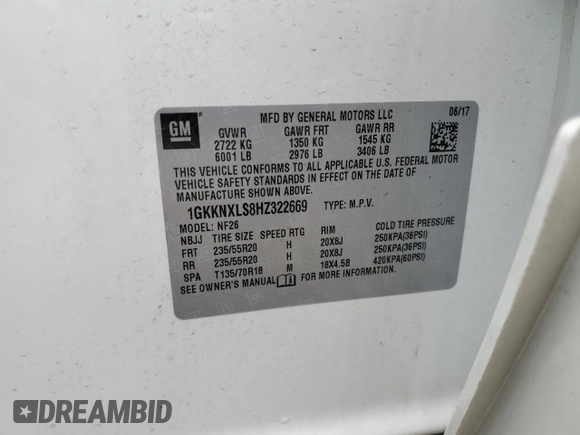 GM
MFD BY GENERAL MOTORS LLC 06/17
GVWR GAWR FRT GAWR RR
2722 KG 1350 KG 1545 KG
6001 LB 2976 LB 3406 LB
THIS VEHICLE CONFORMS TO ALL APPLICABLE U.S. FEDERAL MOTOR
VEHICLE SAFETY STANDARDS IN EFFECT ON THE DATE OF
MANUFACTURE SHOWN ABOVE.
1GKKNXLS8HZ322669 TYPE: M.P.V.
MODEL: NF26
NBJJ TIRE SIZE SPEED RTG RIM COLD TIRE PRESSURE
FRT 235/55R20 H 20X8J 250KPA(36PSI)
RR 235/55R20 H 20X8J 250KPA(36PSI)
SPA T135/70R18 M 18X4.5B 420KPA(60PSI)
SEE OWNER'S MANUAL FOR MORE INFORMATION.
DREAMBID